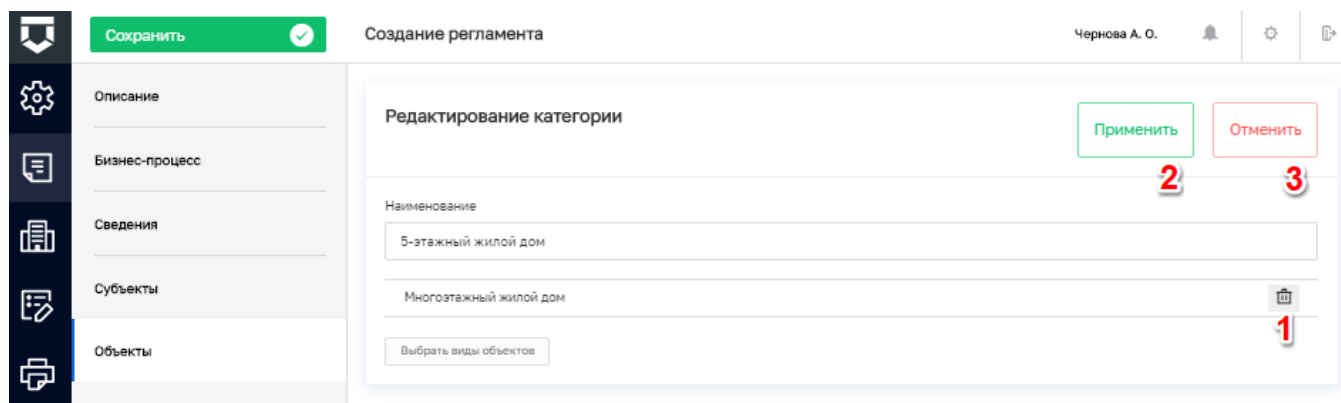 Сохранить
Создание регламента
Чернова А. О.
Описание
Бизнес-процесс
Сведения
Субъекты
Объекты
Редактирование категории
Применить
Отменить
2
3
Наименование
5-этажный жилой дом
Многоэтажный жилой дом
1
Выбрать виды объектов